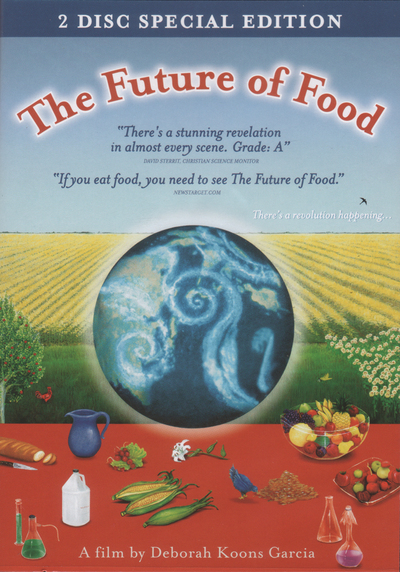 2 DISC SPECIAL EDITION
The Future of Food
"There's a stunning revelation
in almost every scene. Grade: A"
DAVID STERRIT, CHRISTIAN SCIENCE MONITOR
"If you eat food, you need to see The Future of Food."
NEWSTARGET.COM
There's a revolution happening...
A film by Deborah Koons Garcia